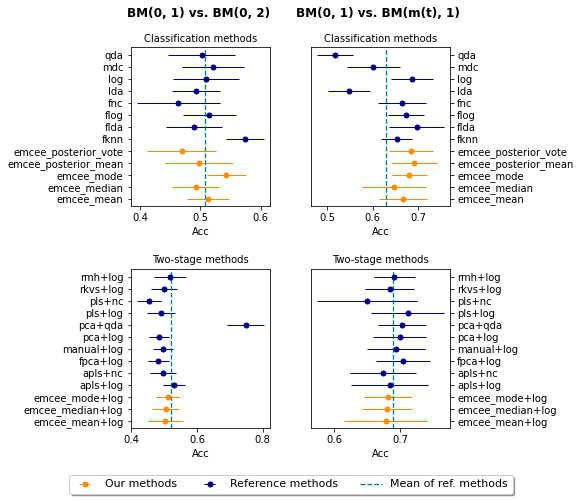 BM(0, 1) vs. BM(0, 2)
BM(0, 1) vs. BM(m(t), 1)
Classification methods
qda
mdc
log
lda
fnc
flog
flda
fknn
emcee_posterior_vote
emcee_posterior_mean
emcee_mode
emcee_median
emcee_mean
0.4 0.5 0.6
Acc
Classification methods
qda
mdc
log
lda
fnc
flog
flda
fknn
emcee_posterior_vote
emcee_posterior_mean
emcee_mode
emcee_median
emcee_mean
0.5 0.6 0.7
Acc
Two-stage methods
rmh+log
rkvs+log
pls+nc
pls+log
pca+qda
pca+log
manual+log
fpca+log
apls+nc
apls+log
emcee_mode+log
emcee_median+log
emcee_mean+log
0.4 0.6 0.8
Acc
Two-stage methods
rmh+log
rkvs+log
pls+nc
pls+log
pca+qda
pca+log
manual+log
fpca+log
apls+nc
apls+log
emcee_mode+log
emcee_median+log
emcee_mean+log
0.6 0.7
Acc
Our methods Reference methods Mean of ref. methods